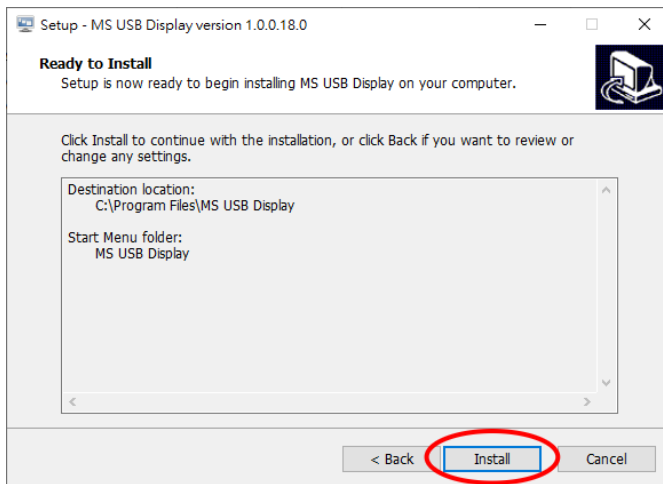 Setup - MS USB Display version 1.0.0.18.0
Ready to Install
Setup is now ready to begin installing MS USB Display on your computer.
Click Install to continue with the installation, or click Back if you want to review or
change any settings.
Destination location:
C:\Program Files\MS USB Display
Start Menu folder:
MS USB Display
< Back
Install
Cancel